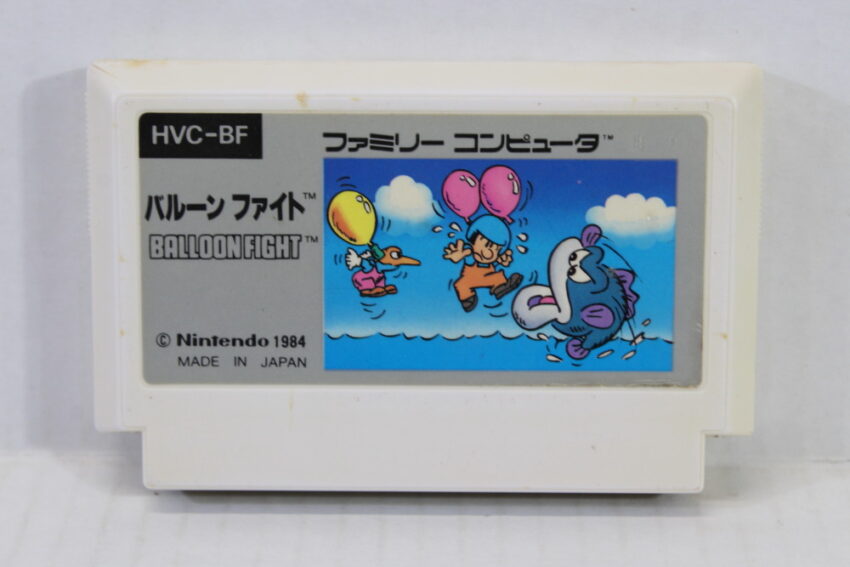 HVC-BF
ファミリー コンピュータ™
バルーン ファイト™
BALLOON FIGHT™
© Nintendo 1984
MADE IN JAPAN